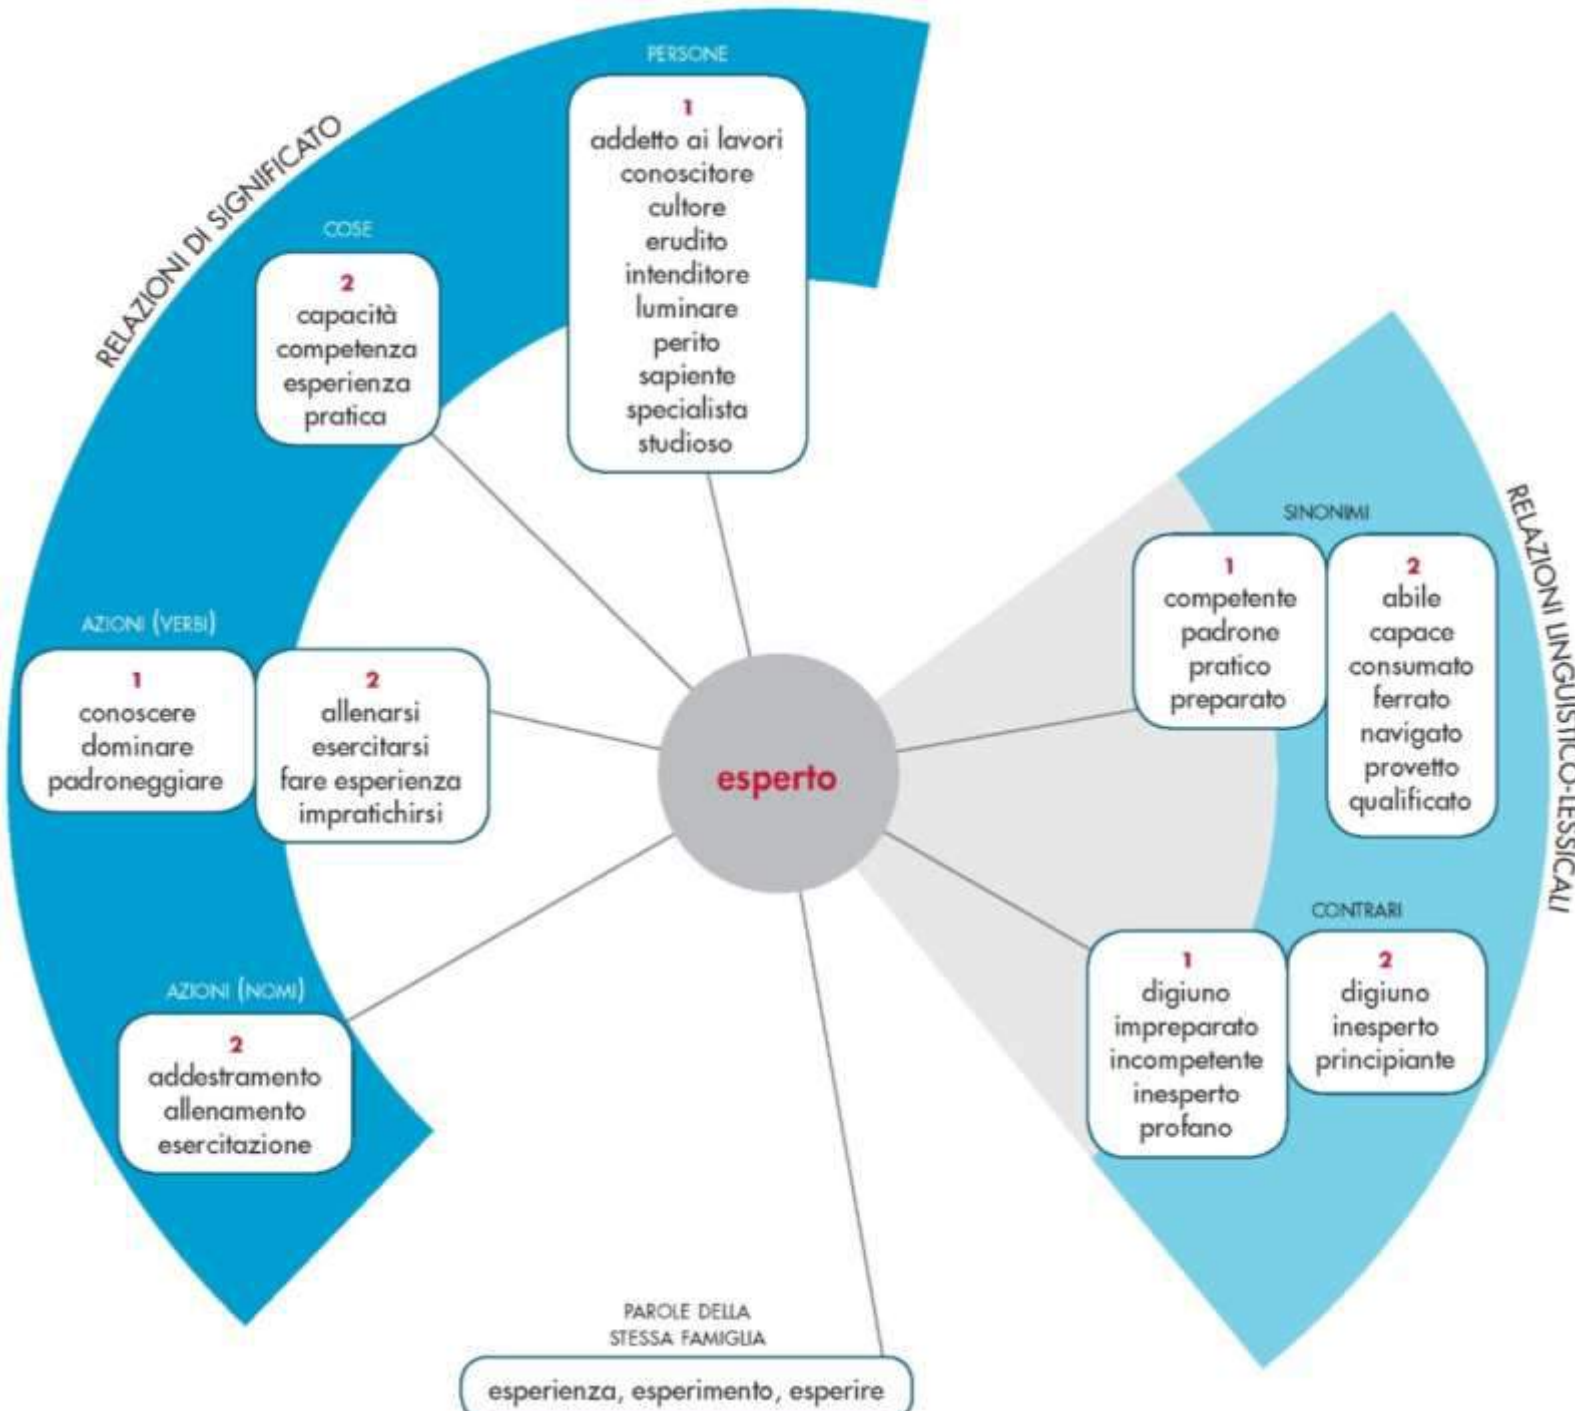 RELAZIONI DI SIGNIFICATO
PERSONE
1
addetto ai lavori
conoscitore
cultore
erudito
intenditore
luminare
perito
sapiente
specialista
studioso
COSE
2
capacità
competenza
esperienza
pratica
AZIONI (VERBI)
1
conoscere
dominare
padroneggiare
2
allenarsi
esercitarsi
fare esperienza
impratichirsi
AZIONI (NOMI)
2
addestramento
allenamento
esercitazione
esperto
RELAZIONI LINGUISTICO-LESSICALI
SINONIMI
1
competente
padrone
pratico
preparato
2
abile
capace
consumato
ferrato
navigato
provetto
qualificato
CONTRARI
1
digiuno
impreparato
incompetente
inesperto
profano
2
digiuno
inesperto
principiante
PAROLE DELLA
STESSA FAMIGLIA
esperienza, esperimento, esperire